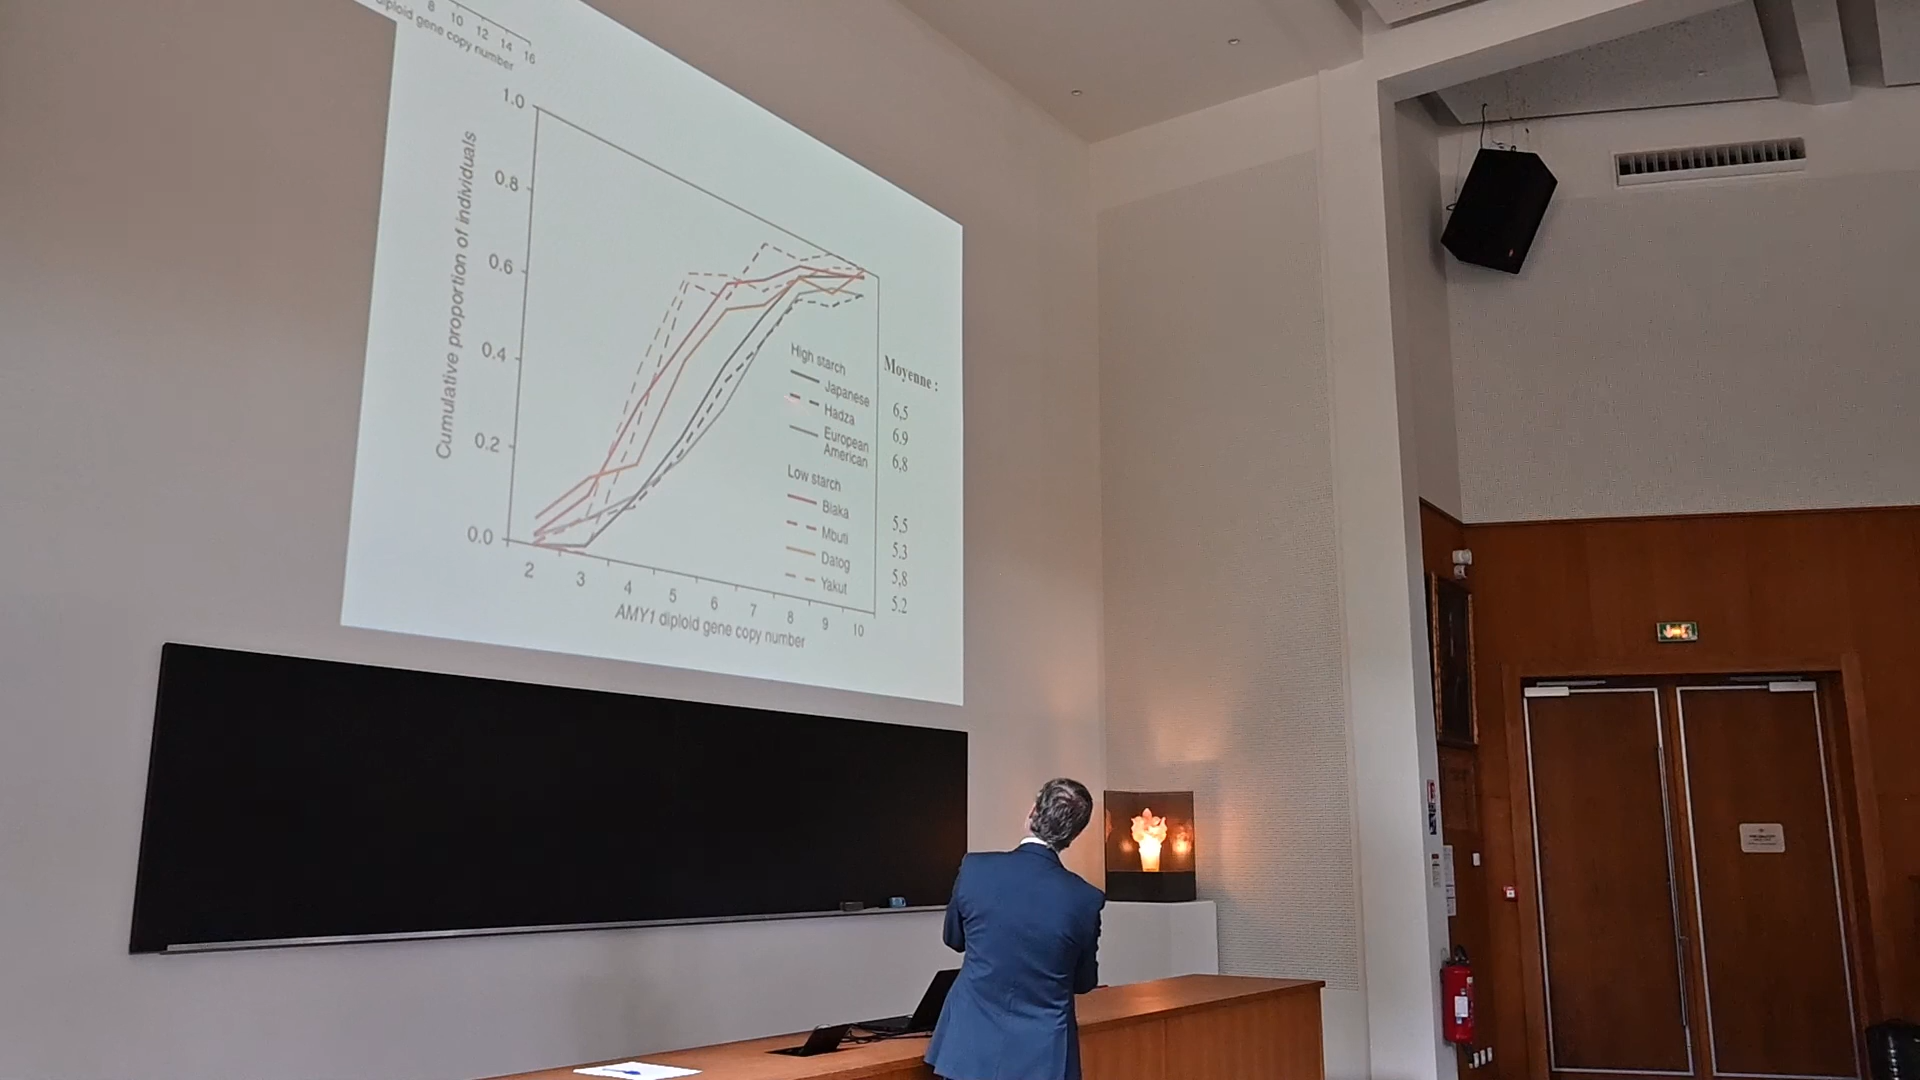 8 10 12 14 16
diploid gene copy number
1.0
0.8
0.6
0.4
0.2
0.0
Cumulative proportion of individuals
2 3 4 5 6 7 8 9 10
AMY1 diploid gene copy number
High starch
Japanese
Hadza
European
American
Low starch
Biaka
Mbuti
Datog
Yakut
Moyenne :
6,5
6,9
6,8
5,5
5,3
5,8
5,2